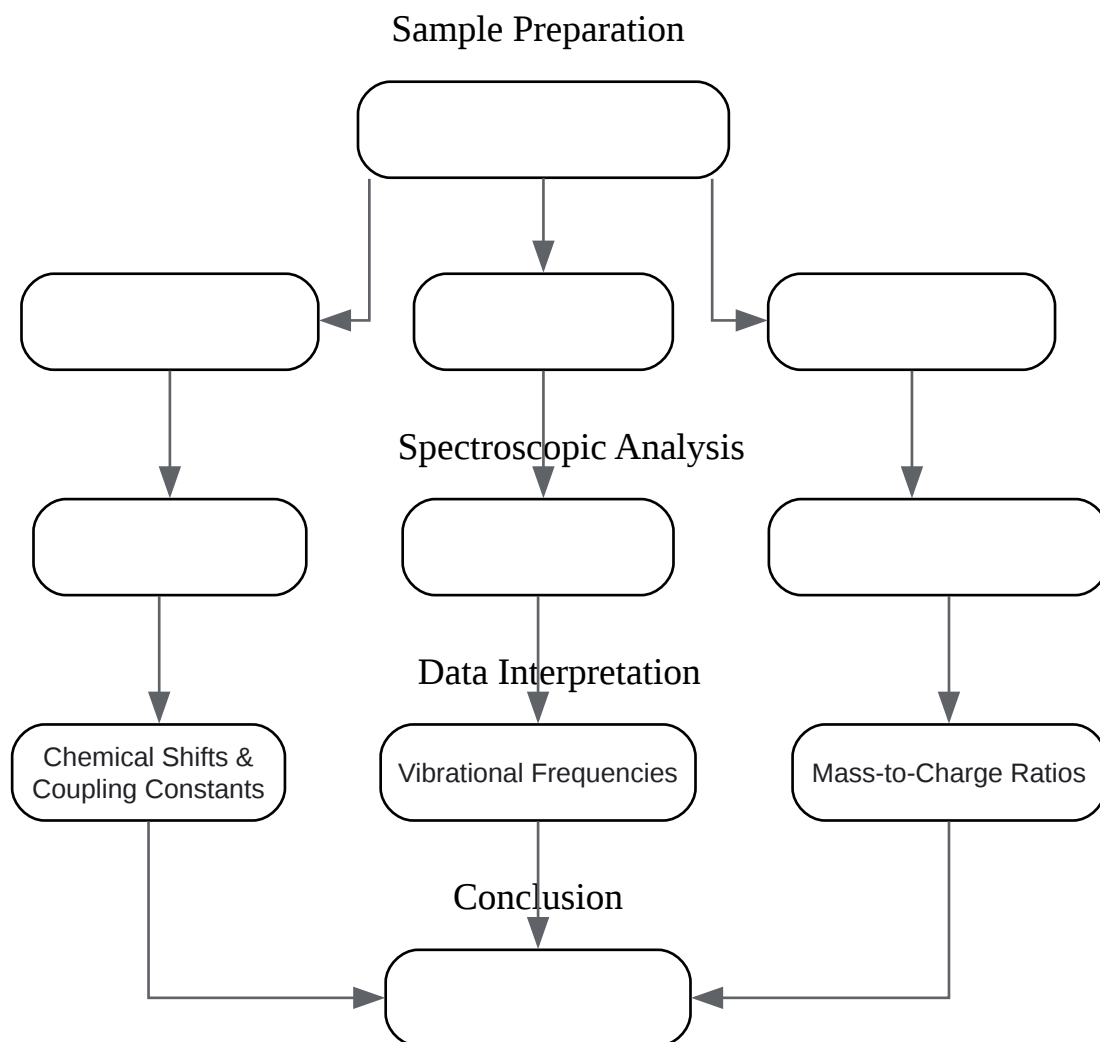 Sample Preparation
Spectroscopic Analysis
Data Interpretation
Chemical Shifts &
Coupling Constants
Vibrational Frequencies
Mass-to-Charge Ratios
Conclusion